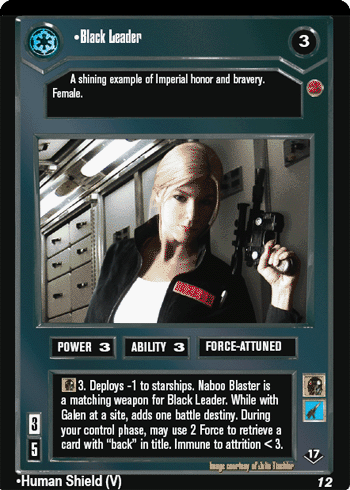 •Black Leader
3
A shining example of Imperial honor and bravery.
Female.
POWER 3
ABILITY 3
FORCE-ATTUNED
3. Deploys -1 to starships. Naboo Blaster is
a matching weapon for Black Leader. While with
Galen at a site, adds one battle destiny. During
your control phase, may use 2 Force to retrieve a
card with “back” in title. Immune to attrition < 3.
3
5
17
Image courtesy of
•Human Shield (V)
12